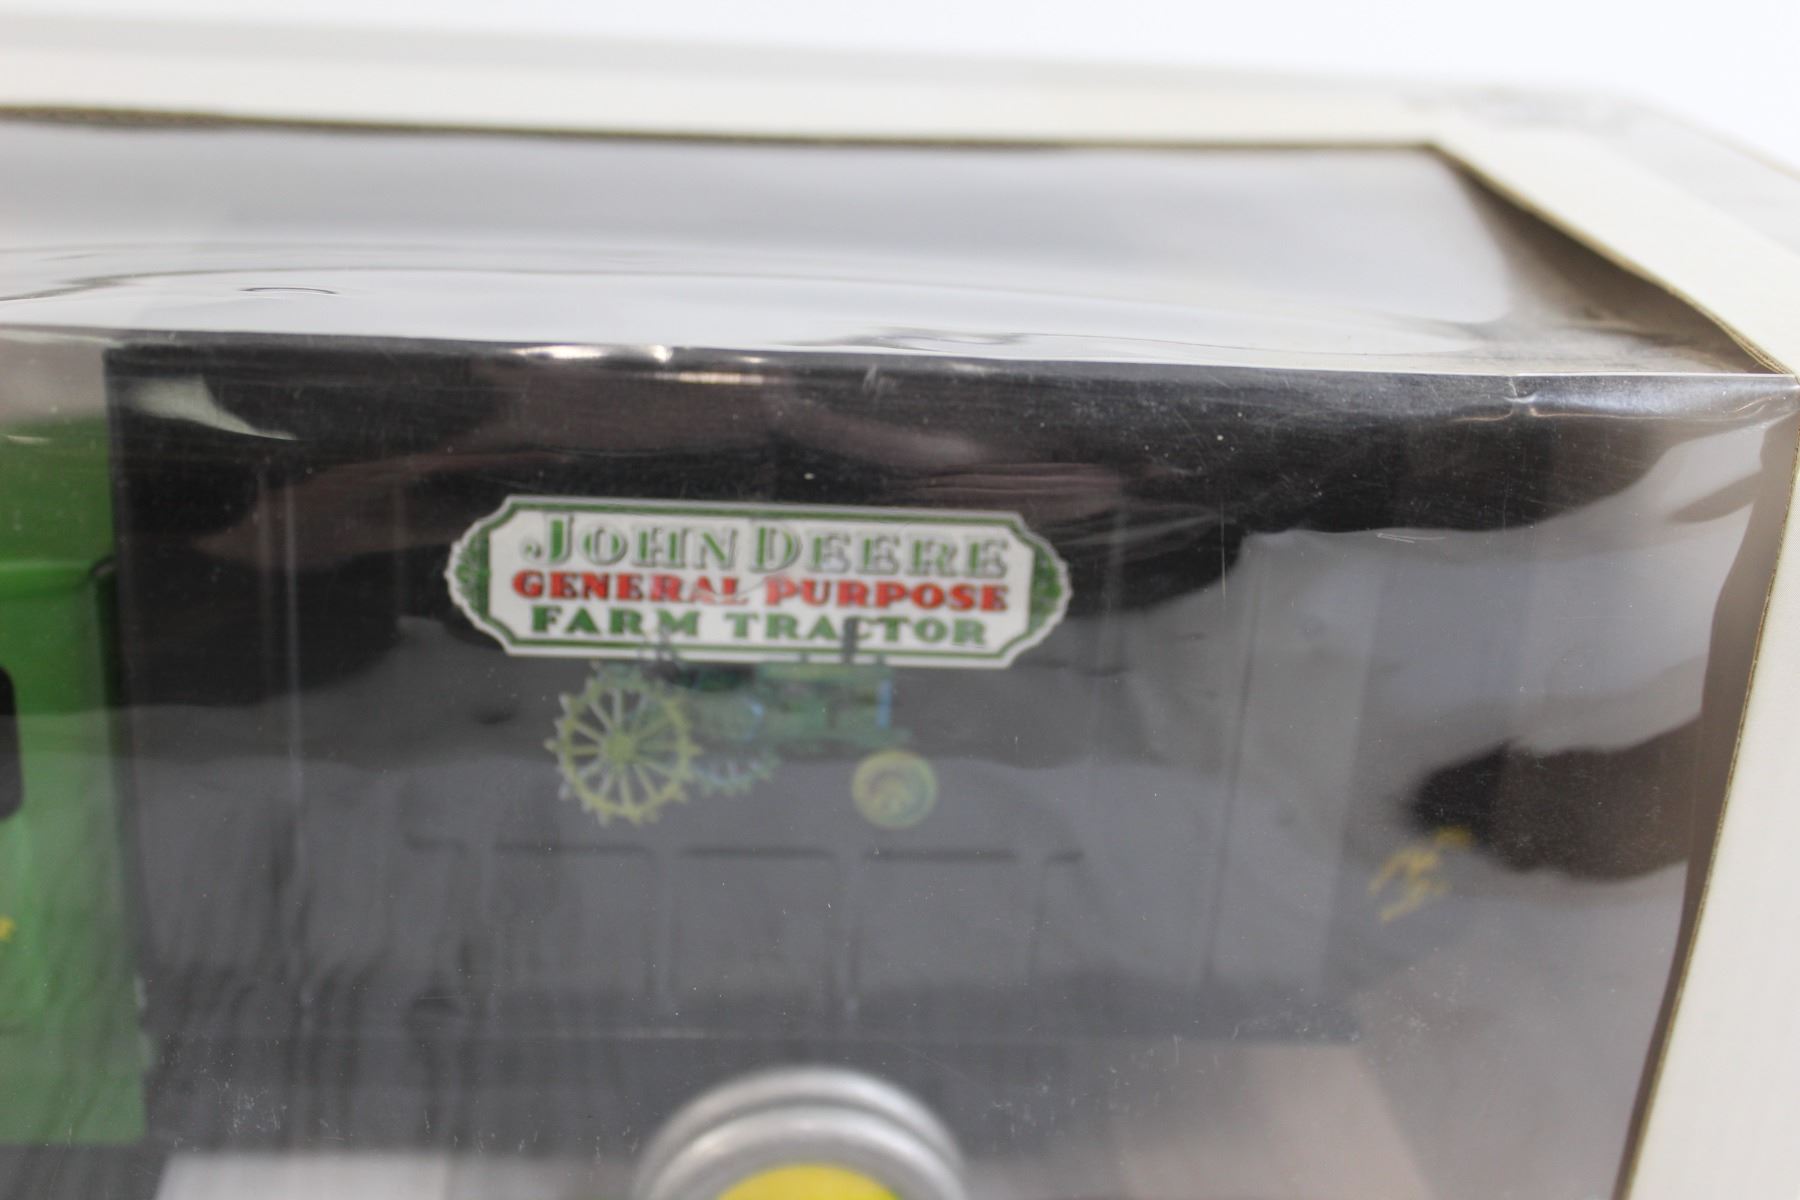 JOHN DEERE
GENERAL PURPOSE
FARM TRACTOR